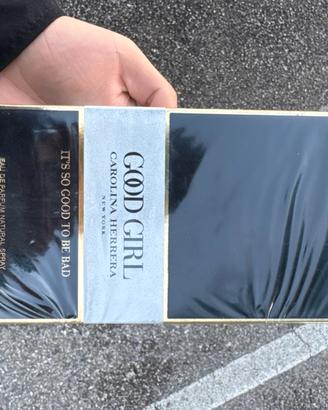 GOOD GIRL
CAROLINA HERRERA
NEW YORK
IT'S SO GOOD TO BE BAD
EAU DE PARFUM NATURAL SPRAY